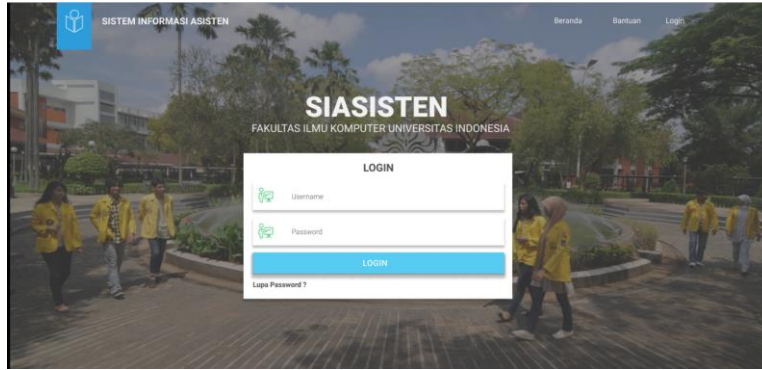 SISTEM INFORMASI ASISTEN
Beranda Bantuan Login
SIASISTEN
FAKULTAS ILMU KOMPUTER UNIVERSITAS INDONESIA
LOGIN
Username
Password
LOGIN
Lupa Password ?